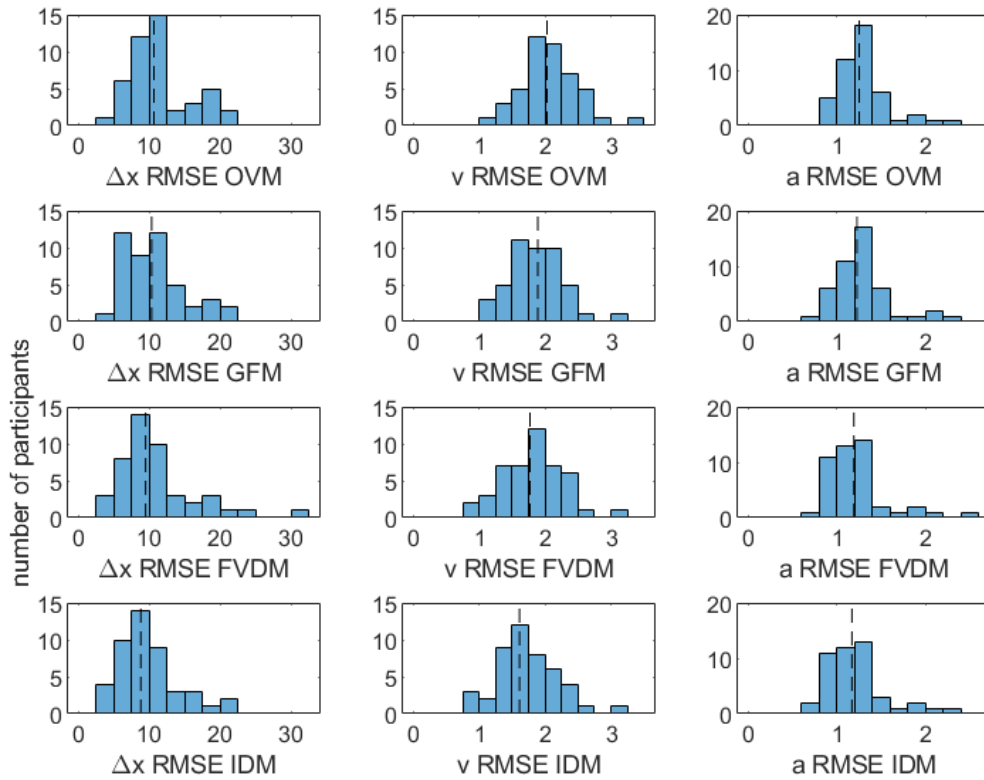 number of participants
15
10
5
0
0 10 20 30
Δx RMSE OVM
15
10
5
0
1 2 3
v RMSE OVM
20
10
0
0 1 2
a RMSE OVM
15
10
5
0
0 10 20 30
Δx RMSE GFM
15
10
5
0
0 1 2 3
v RMSE GFM
20
10
0
0 1 2
a RMSE GFM
15
10
5
0
0 10 20 30
Δx RMSE FVDM
15
10
5
0
0 1 2 3
v RMSE FVDM
20
10
0
0 1 2
a RMSE FVDM
15
10
5
0
0 10 20 30
Δx RMSE IDM
15
10
5
0
0 1 2 3
v RMSE IDM
20
10
0
0 1 2
a RMSE IDM